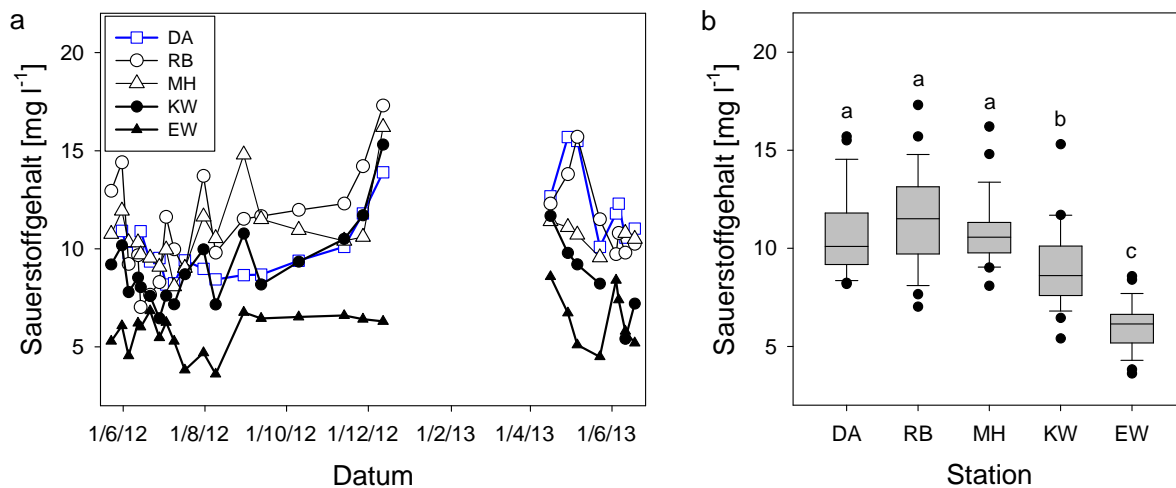 a
DA
RB
MH
KW
EW
Sauerstoffgehalt [mg l⁻¹]
20
15
10
5
1/6/12 1/8/12 1/10/12 1/12/12 1/2/13 1/4/13 1/6/13
Datum
b
Sauerstoffgehalt [mg l⁻¹]
20
15
10
5
a a a b c
DA RB MH KW EW
Station